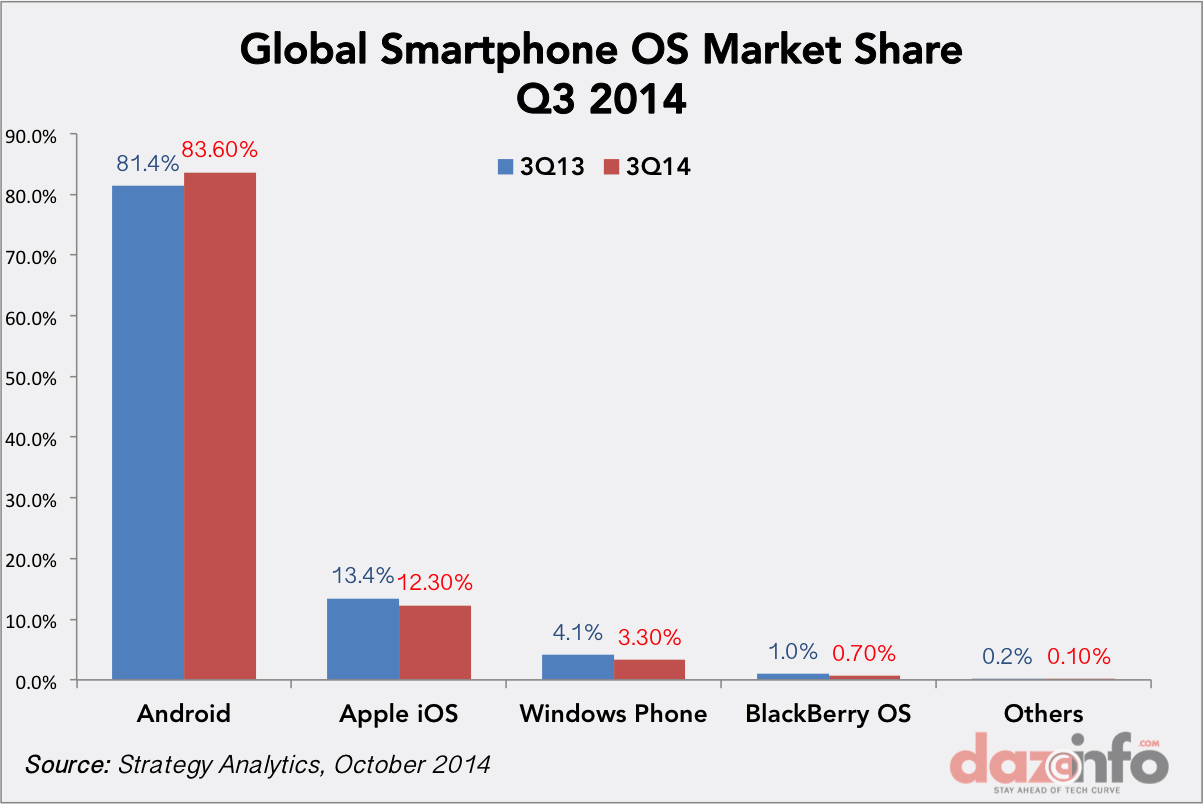 Global Smartphone OS Market Share
Q3 2014
90.0%
80.0%
70.0%
60.0%
50.0%
40.0%
30.0%
20.0%
10.0%
0.0%
3Q13 3Q14
81.4% 83.60%
13.4% 12.30%
4.1% 3.30%
1.0% 0.70%
0.2% 0.10%
Android Apple iOS Windows Phone BlackBerry OS Others
Source: Strategy Analytics, October 2014
dazeinfo .COM
STAY AHEAD OF TECH CURVE